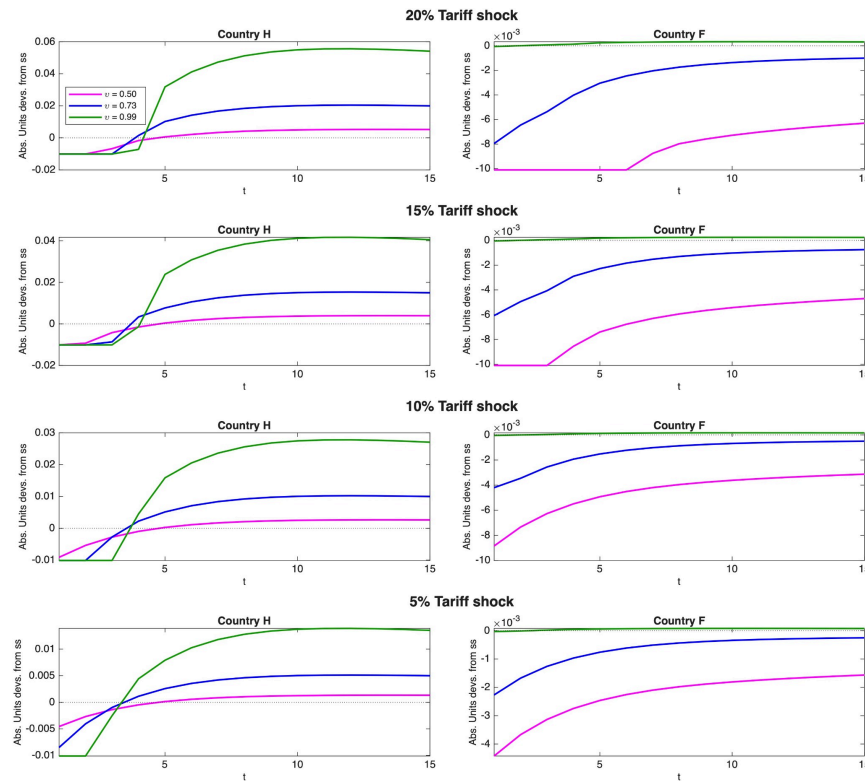 20% Tariff shock
Country H
Country F
Abs. Units devs. from ss
0.06
0.04
0.02
0
-0.02
υ = 0.50
υ = 0.73
υ = 0.99
5
10
15
t
Abs. Units devs. from ss
×10⁻³
0
-2
-4
-6
-8
-10
5
10
t
15% Tariff shock
Country H
Country F
Abs. Units devs. from ss
0.04
0.02
0
-0.02
5
10
15
t
Abs. Units devs. from ss
×10⁻³
0
-2
-4
-6
-8
-10
5
10
t
10% Tariff shock
Country H
Country F
Abs. Units devs. from ss
0.03
0.02
0.01
0
-0.01
5
10
15
t
Abs. Units devs. from ss
×10⁻³
0
-2
-4
-6
-8
-10
5
10
t
5% Tariff shock
Country H
Country F
Abs. Units devs. from ss
0.01
0.005
0
-0.005
-0.01
5
10
15
t
Abs. Units devs. from ss
×10⁻³
0
-1
-2
-3
-4
5
10
t